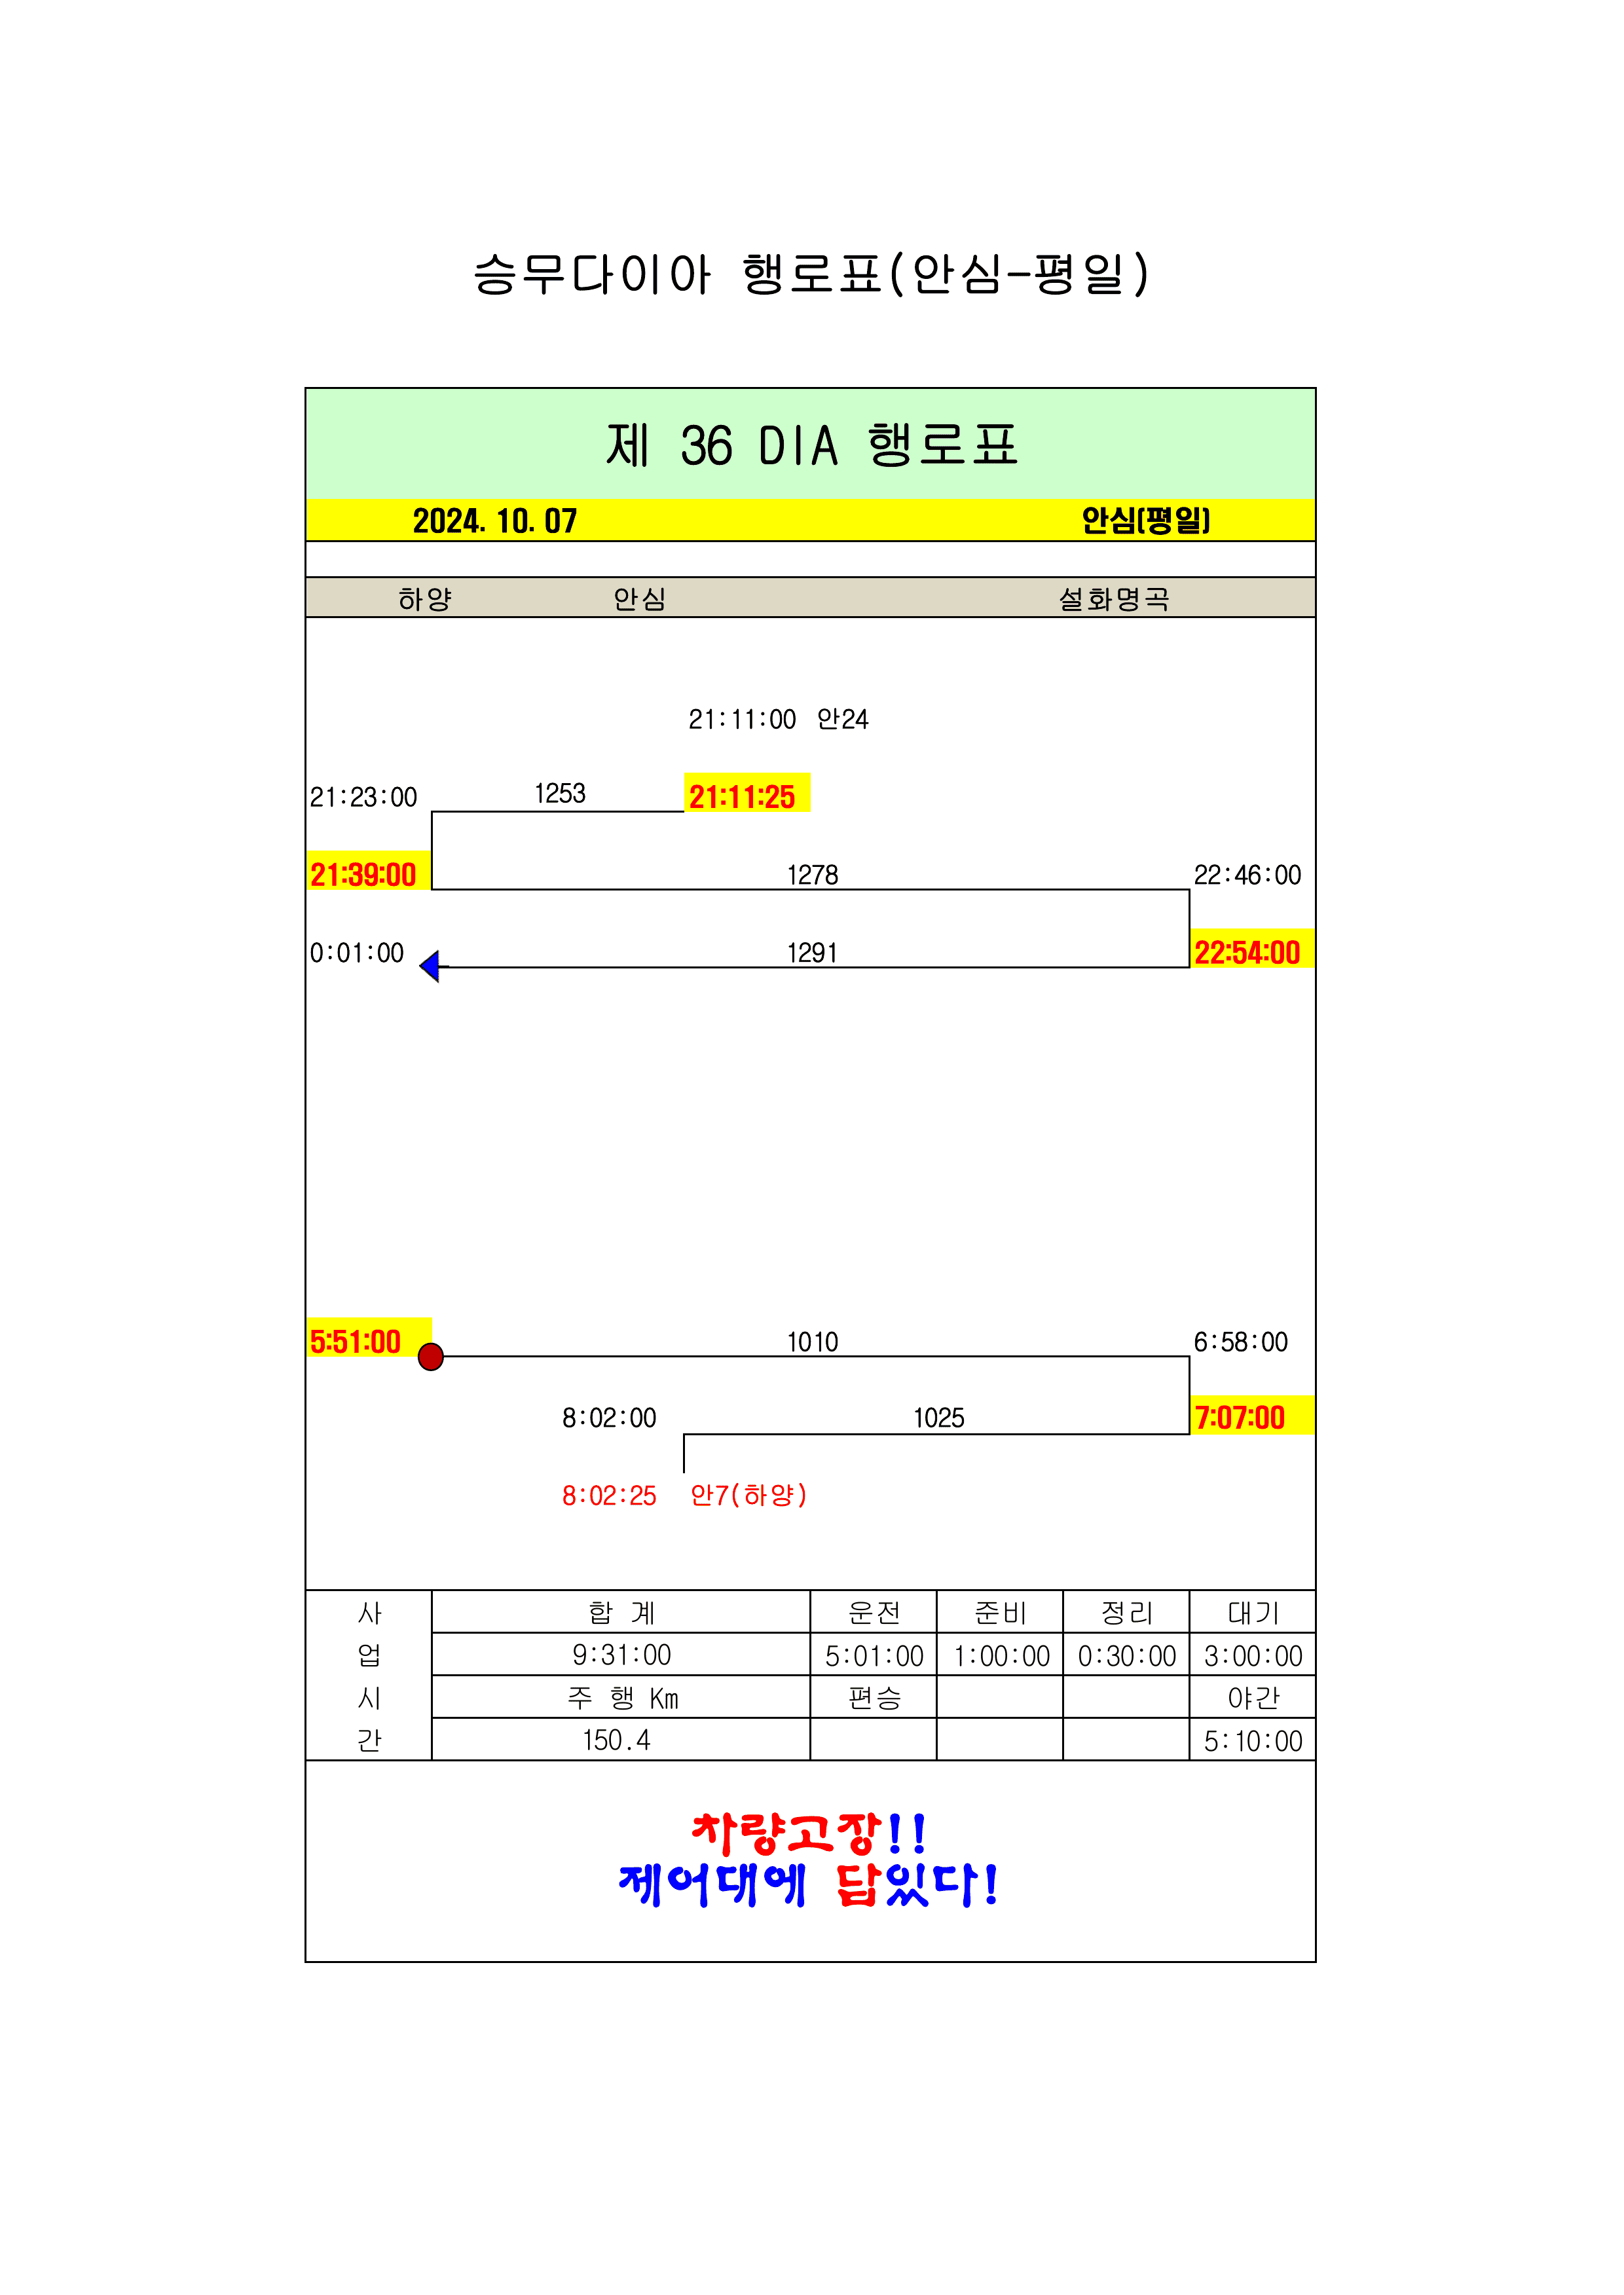 승무다이아 행로표(안심-평일)
제 36 DIA 행로표
2024. 10. 07 안심(평일)
하양 안심 설화명곡
21:11:00 안24
21:23:00 1253 21:11:25
21:39:00 1278 22:46:00
0:01:00 1291 22:54:00
5:51:00 1010 6:58:00
8:02:00 1025 7:07:00
8:02:25 안7(하양)
사 합 계 운전 준비 정리 대기
업 9:31:00 5:01:00 1:00:00 0:30:00 3:00:00
시 주 행 Km 편승 야간
간 150.4 5:10:00
차량고장!!
제어대에 답있다!